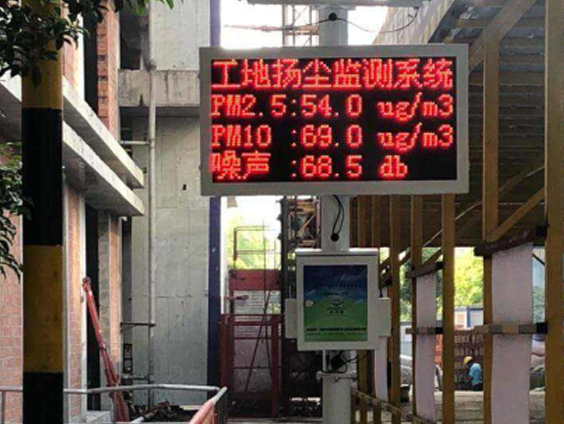 工地扬尘监测系统
PM2.5:54.0 ug/m3
PM10 :69.0 ug/m3
噪声 :68.5 db